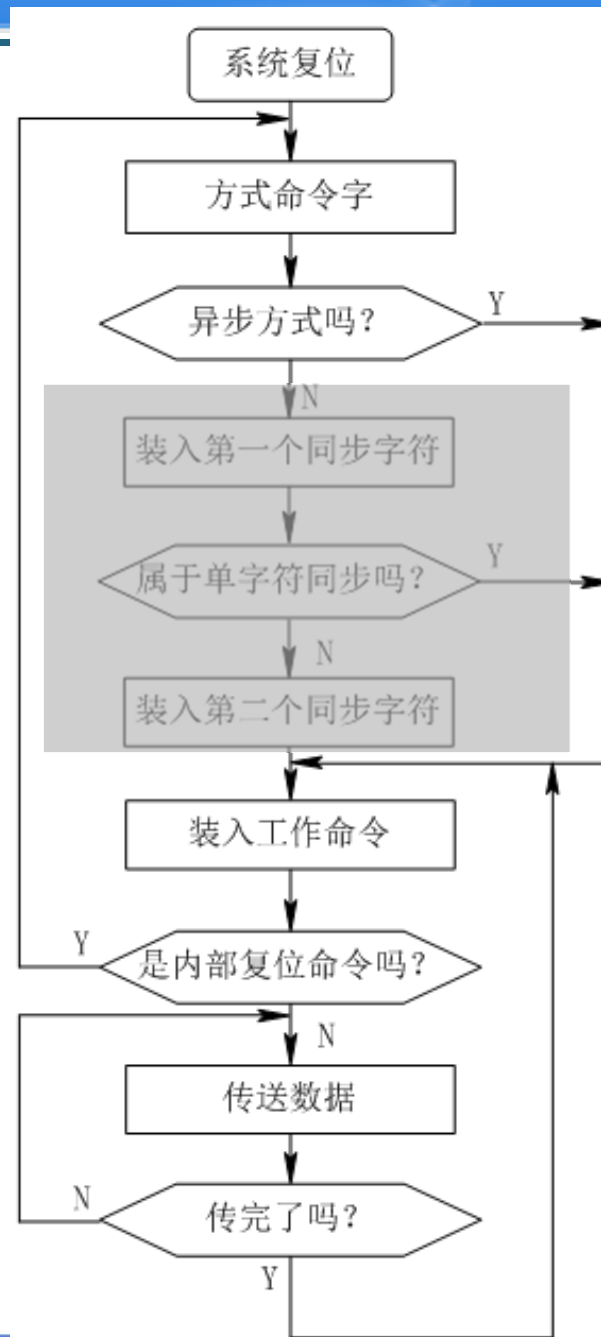 系统复位
方式命令字
异步方式吗?
Y
N
装入第一个同步字符
属于单字符同步吗?
Y
N
装入第二个同步字符
装入工作命令
Y
是内部复位命令吗?
N
传送数据
N
传完了吗?
Y